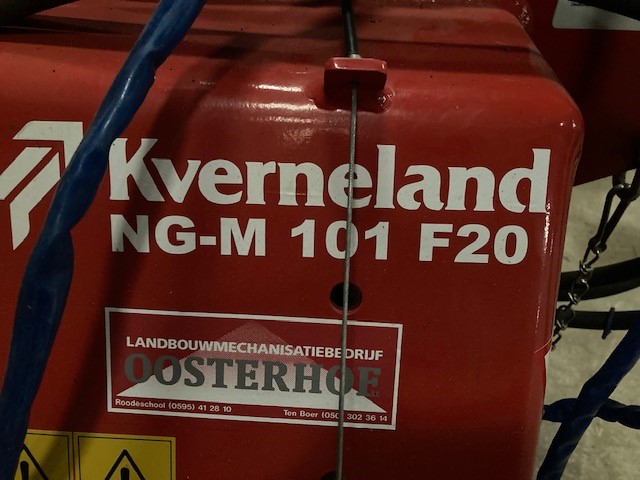 Kverneland
NG-M 101 F20
LANDBOUWMECHANISATIEBEDRIJF
OOSTERHOF
Roodeschool (0595) 41 28 10 Ten Boer (050) 302 36 14